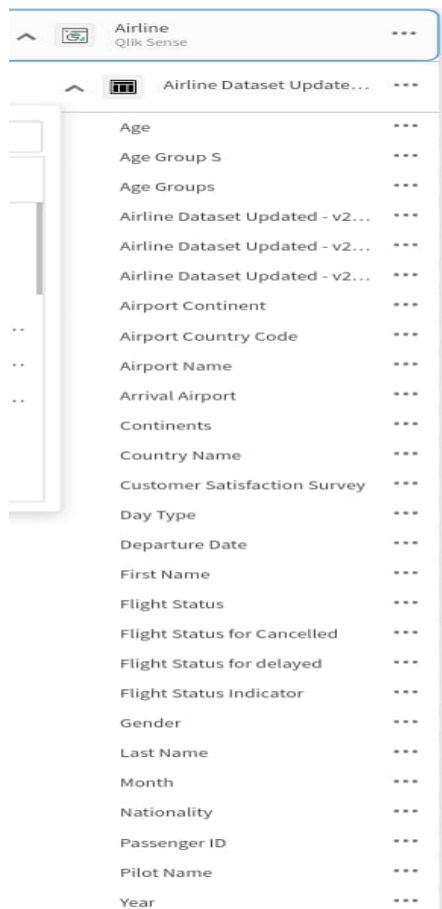 Airline
Qlik Sense
Airline Dataset Update...
Age
Age Group S
Age Groups
Airline Dataset Updated - v2...
Airline Dataset Updated - v2...
Airline Dataset Updated - v2...
Airport Continent
Airport Country Code
Airport Name
Arrival Airport
Continents
Country Name
Customer Satisfaction Survey
Day Type
Departure Date
First Name
Flight Status
Flight Status for Cancelled
Flight Status for delayed
Flight Status Indicator
Gender
Last Name
Month
Nationality
Passenger ID
Pilot Name
Year